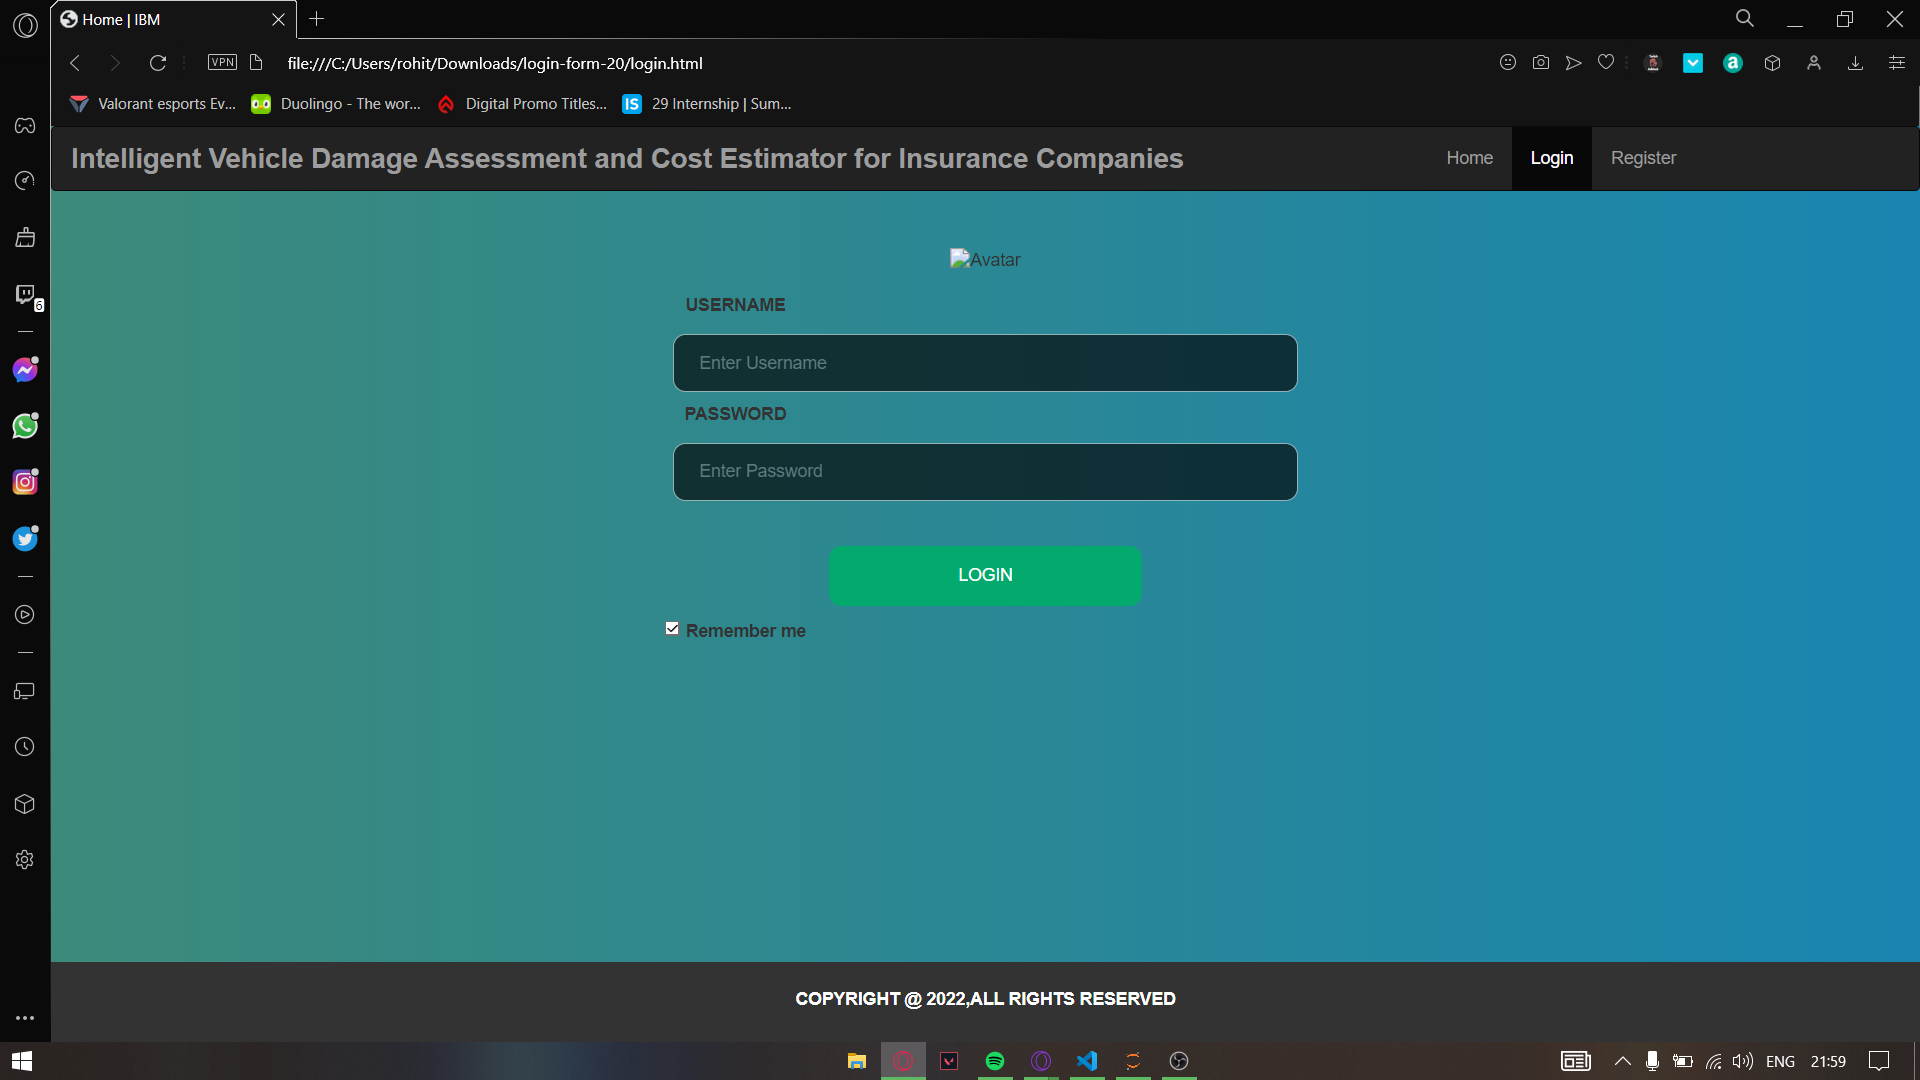 Home | IBM
VPN
file:///C:/Users/rohit/Downloads/login-form-20/login.html
Valorant esports Ev...
Duolingo - The wor...
Digital Promo Titles...
IS
29 Internship | Sum...
a
Intelligent Vehicle Damage Assessment and Cost Estimator for Insurance Companies
Home
Login
Register
6
Avatar
USERNAME
Enter Username
PASSWORD
Enter Password
LOGIN
Remember me
COPYRIGHT @ 2022,ALL RIGHTS RESERVED
ENG
21:59